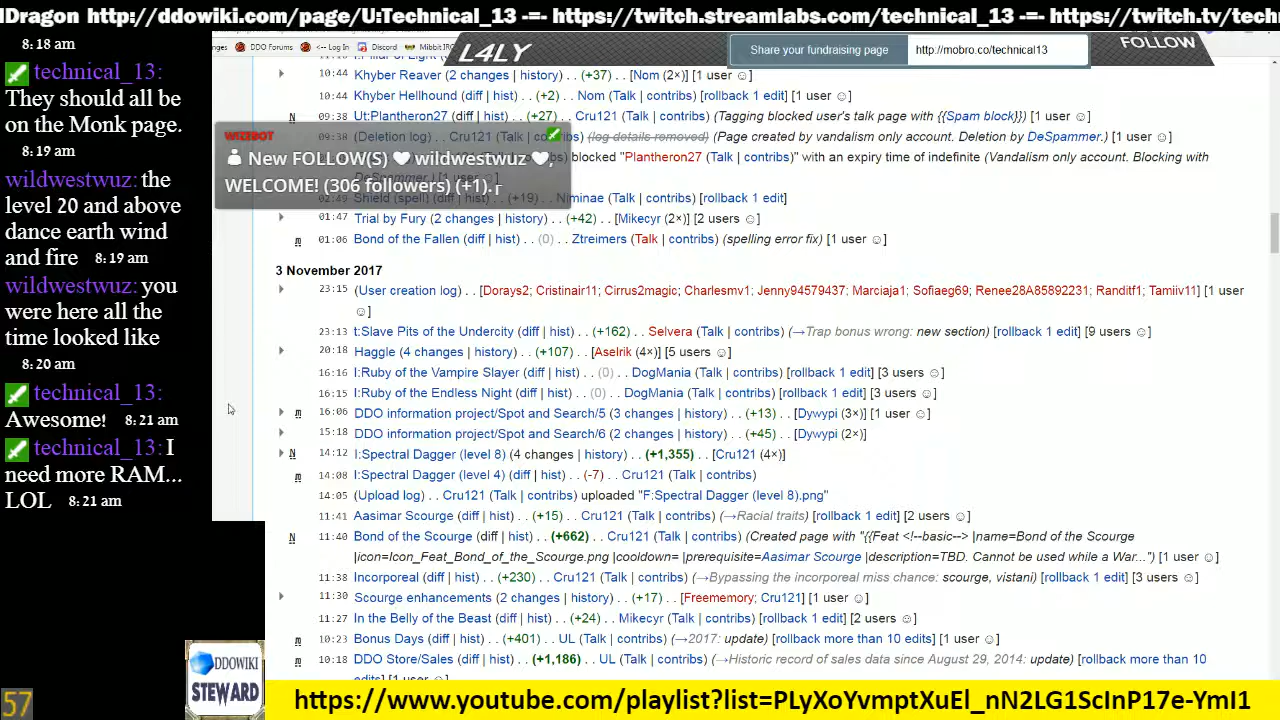 IDragon http://ddowiki.com/page/U:Technical_13 -=- https://twitch.streamlabs.com/technical_13 -=- https://twitch.tv/tech
8:18 am
technical_13:
They should all be
on the Monk page.
8:19 am
wildwestwuz: the
level 20 and above
dance earth wind
and fire 8:19 am
wildwestwuz: you
were here all the
time looked like
8:20 am
technical_13:
Awesome! 8:21 am
technical_13: I
need more RAM...
LOL 8:21 am
57
DDO Forums <-- Log In Discord Mibbit IRC
L4LY
Share your fundraising page http://mobro.co/technical13
FOLLOW
10:44 Khyber Reaver (2 changes | history) . . (+37) . . [Nom (2×)] [1 user ☺]
10:44 Khyber Hellhound (diff | hist) . . (+2) . . Nom (Talk | contribs) [rollback 1 edit] [1 user ☺]
N 09:38 Ut:Plantheron27 (diff | hist) . . (+27) . . Cru121 (Talk | contribs) (Tagging blocked user's talk page with {{Spam block}}) [1 user ☺]
09:38 (Deletion log) . . Cru121 (Talk | contribs) (log details removed) (Page created by vandalism only account. Deletion by DeSpammer.) [1 user ☺]
blocked "Plantheron27 (Talk | contribs)" with an expiry time of indefinite (Vandalism only account. Blocking with
WIZEBOT
New FOLLOW(S) ♥ wildwestwuz ♥,
WELCOME! (306 followers) (+1).
02:49 Shield (spell) (diff | hist) . . (+19) . . Niminae (Talk | contribs) [rollback 1 edit]
01:47 Trial by Fury (2 changes | history) . . (+42) . . [Mikecyr (2×)] [2 users ☺]
m 01:06 Bond of the Fallen (diff | hist) . . (0) . . Ztreimers (Talk | contribs) (spelling error fix) [1 user ☺]
3 November 2017
23:15 (User creation log) . . [Dorays2; Cristinair11; Cirrus2magic; Charlesmv1; Jenny94579437; Marciaja1; Sofiaeg69; Renee28A85892231; Randitf1; Tamiiv11] [1 user
☺]
23:13 t:Slave Pits of the Undercity (diff | hist) . . (+162) . . Selvera (Talk | contribs) (→Trap bonus wrong: new section) [rollback 1 edit] [9 users ☺]
20:18 Haggle (4 changes | history) . . (+107) . . [Aselrik (4×)] [5 users ☺]
16:16 I:Ruby of the Vampire Slayer (diff | hist) . . (0) . . DogMania (Talk | contribs) [rollback 1 edit] [3 users ☺]
16:15 I:Ruby of the Endless Night (diff | hist) . . (0) . . DogMania (Talk | contribs) [rollback 1 edit] [3 users ☺]
m 16:06 DDO information project/Spot and Search/5 (3 changes | history) . . (+13) . . [Dywypi (3×)] [1 user ☺]
15:18 DDO information project/Spot and Search/6 (2 changes | history) . . (+45) . . [Dywypi (2×)]
N 14:12 I:Spectral Dagger (level 8) (4 changes | history) . . (+1,355) . . [Cru121 (4×)]
m 14:08 I:Spectral Dagger (level 4) (diff | hist) . . (-7) . . Cru121 (Talk | contribs)
14:05 (Upload log) . . Cru121 (Talk | contribs) uploaded "F:Spectral Dagger (level 8).png"
11:41 Aasimar Scourge (diff | hist) . . (+15) . . Cru121 (Talk | contribs) (→Racial traits) [rollback 1 edit] [2 users ☺]
N 11:40 Bond of the Scourge (diff | hist) . . (+662) . . Cru121 (Talk | contribs) (Created page with "{{Feat <!--basic--> |name=Bond of the Scourge
|icon=Icon_Feat_Bond_of_the_Scourge.png |cooldown= |prerequisite=Aasimar Scourge |description=TBD. Cannot be used while a War...") [1 user ☺]
11:38 Incorporeal (diff | hist) . . (+230) . . Cru121 (Talk | contribs) (→Bypassing the incorporeal miss chance: scourge, vistani) [rollback 1 edit] [3 users ☺]
11:30 Scourge enhancements (2 changes | history) . . (+17) . . [Freememory; Cru121] [1 user ☺]
11:27 In the Belly of the Beast (diff | hist) . . (+24) . . Mikecyr (Talk | contribs) [rollback 1 edit] [2 users ☺]
m 10:23 Bonus Days (diff | hist) . . (+401) . . UL (Talk | contribs) (→2017: update) [rollback more than 10 edits] [1 user ☺]
m 10:18 DDO Store/Sales (diff | hist) . . (+1,186) . . UL (Talk | contribs) (→Historic record of sales data since August 29, 2014: update) [rollback more than 10
DDOWIKI
STEWARD
https://www.youtube.com/playlist?list=PLyXoYvmptXuEl_nN2LG1ScInP17e-YmI1